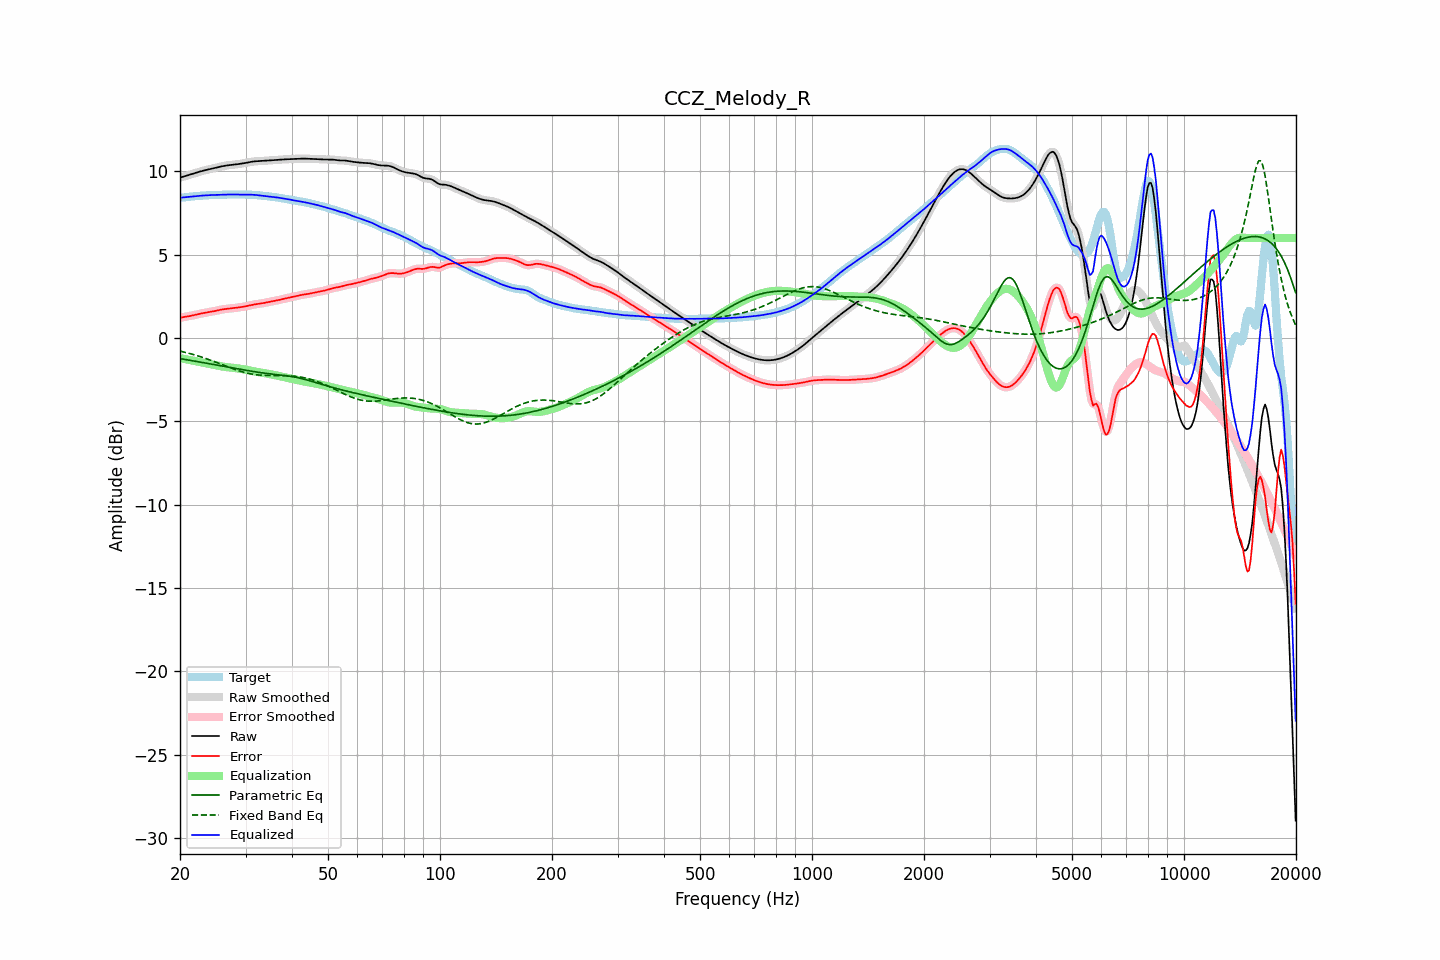 CCZ_Melody_R
Amplitude (dBr)
10
5
0
−5
−10
−15
−20
−25
−30
Target
Raw Smoothed
Error Smoothed
Raw
Error
Equalization
Parametric Eq
Fixed Band Eq
Equalized
20 50 100 200 500 1000 2000 5000 10000 20000
Frequency (Hz)